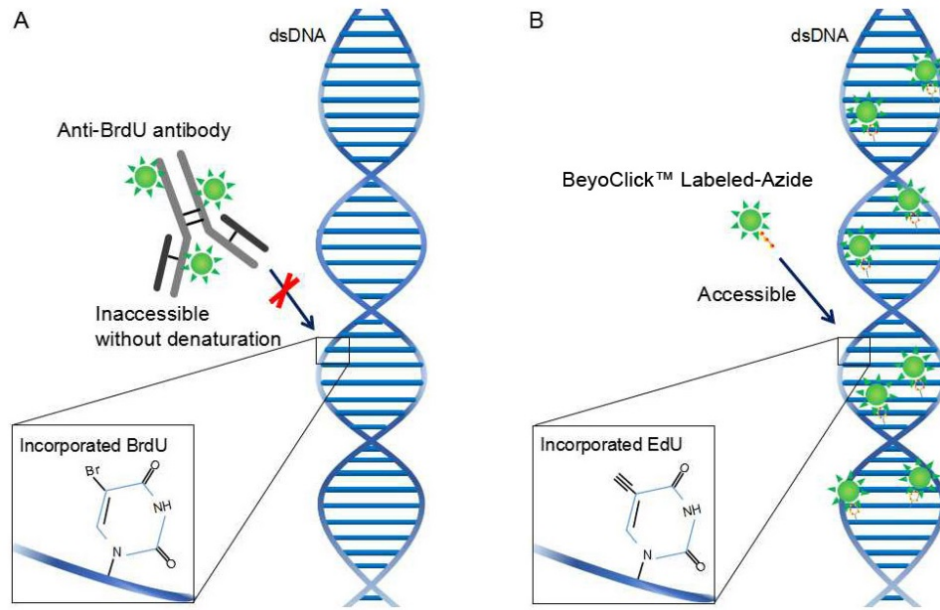 A
dsDNA
Anti-BrdU antibody
Inaccessible
without denaturation
Incorporated BrdU
Br
O
NH
N
O
B
dsDNA
BeyoClick™ Labeled-Azide
Accessible
Incorporated EdU
O
NH
N
O